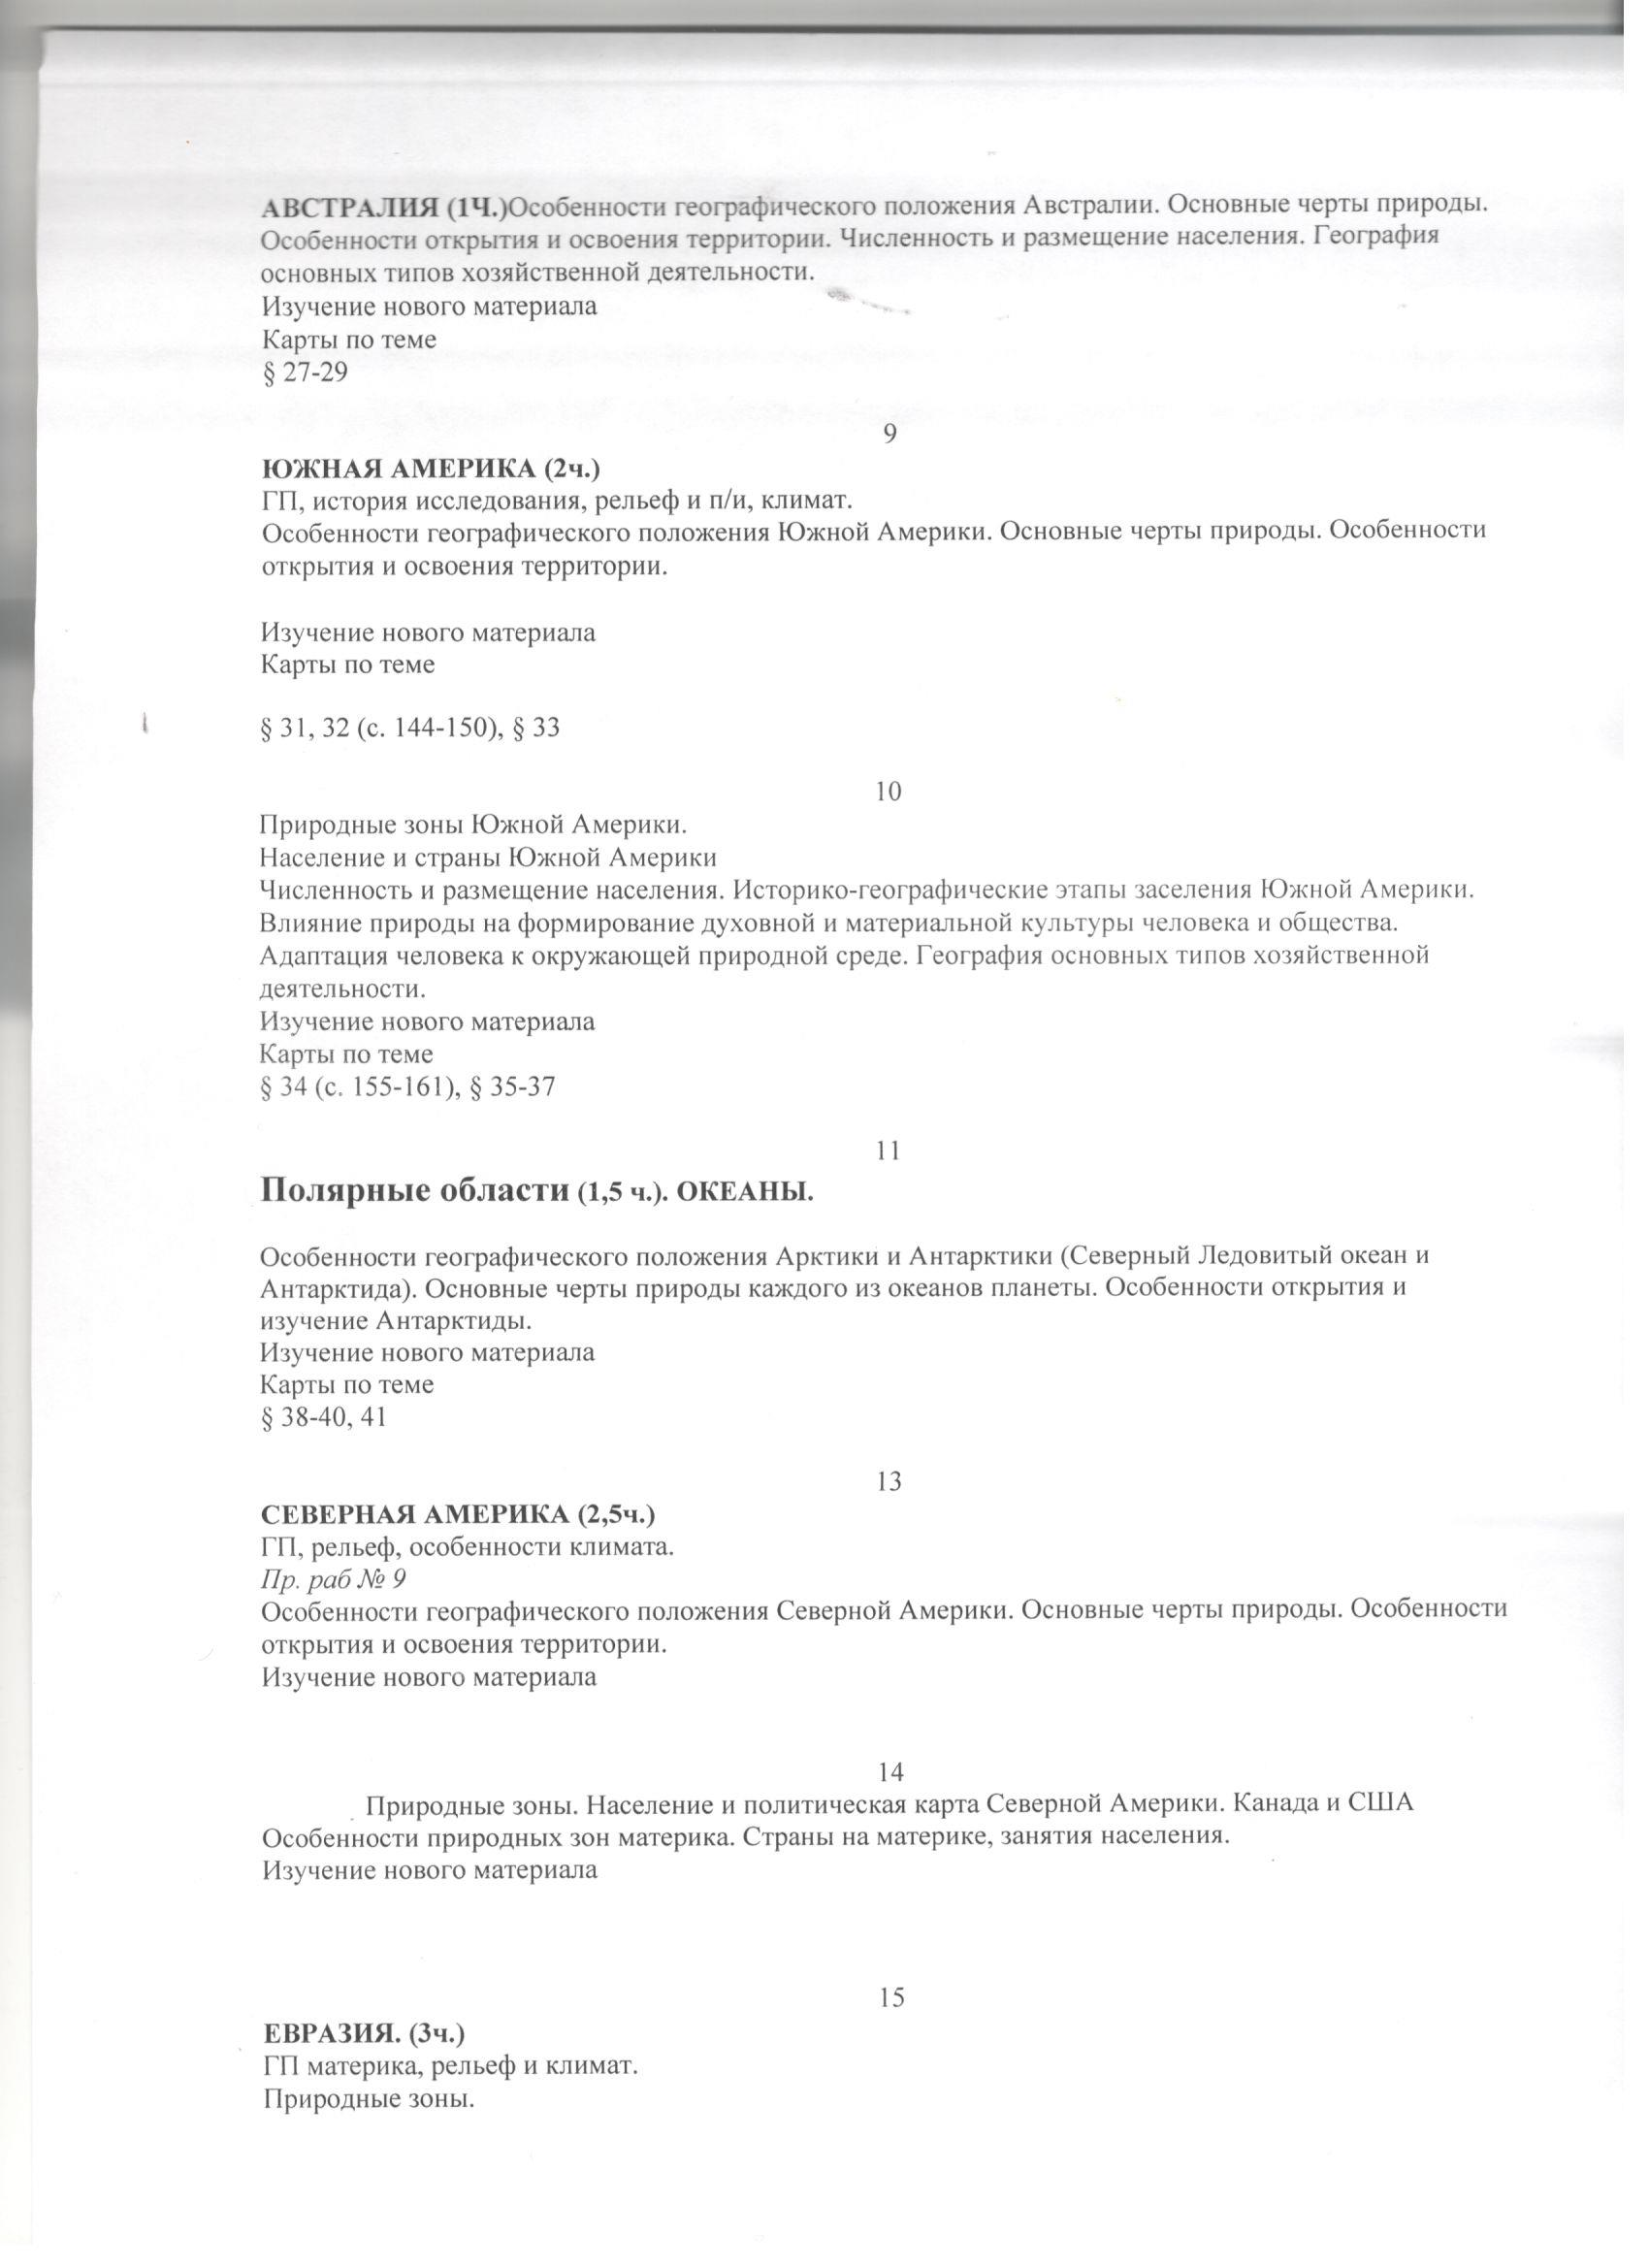 АВСТРАЛИЯ (1Ч.)Особенности географического положения Австралии. Основные черты природы.
Особенности открытия и освоения территории. Численность и размещение населения. География
основных типов хозяйственной деятельности.
Изучение нового материала
Карты по теме
§ 27-29
9
ЮЖНАЯ АМЕРИКА (2ч.)
ГП, история исследования, рельеф и п/и, климат.
Особенности географического положения Южной Америки. Основные черты природы. Особенности
открытия и освоения территории.
Изучение нового материала
Карты по теме
§ 31, 32 (с. 144-150), § 33
10
Природные зоны Южной Америки.
Население и страны Южной Америки
Численность и размещение населения. Историко-географические этапы заселения Южной Америки.
Влияние природы на формирование духовной и материальной культуры человека и общества.
Адаптация человека к окружающей природной среде. География основных типов хозяйственной
деятельности.
Изучение нового материала
Карты по теме
§ 34 (с. 155-161), § 35-37
11
Полярные области (1,5 ч.). ОКЕАНЫ.
Особенности географического положения Арктики и Антарктики (Северный Ледовитый океан и
Антарктида). Основные черты природы каждого из океанов планеты. Особенности открытия и
изучение Антарктиды.
Изучение нового материала
Карты по теме
§ 38-40, 41
13
СЕВЕРНАЯ АМЕРИКА (2,5ч.)
ГП, рельеф, особенности климата.
Пр. раб № 9
Особенности географического положения Северной Америки. Основные черты природы. Особенности
открытия и освоения территории.
Изучение нового материала
14
Природные зоны. Население и политическая карта Северной Америки. Канада и США
Особенности природных зон материка. Страны на материке, занятия населения.
Изучение нового материала
15
ЕВРАЗИЯ. (3ч.)
ГП материка, рельеф и климат.
Природные зоны.